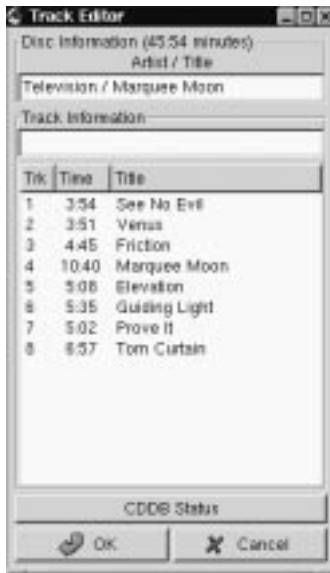 Track Editor
Disc Information (45:54 minutes)
Artist / Title
Television / Marquee Moon
Track Information
Trk Time Title
1 3:54 See No Evil
2 3:51 Venus
3 4:45 Friction
4 10:40 Marquee Moon
5 5:08 Elevation
6 5:35 Guiding Light
7 5:02 Prove It
8 6:57 Torn Curtain
CDDB Status
OK Cancel